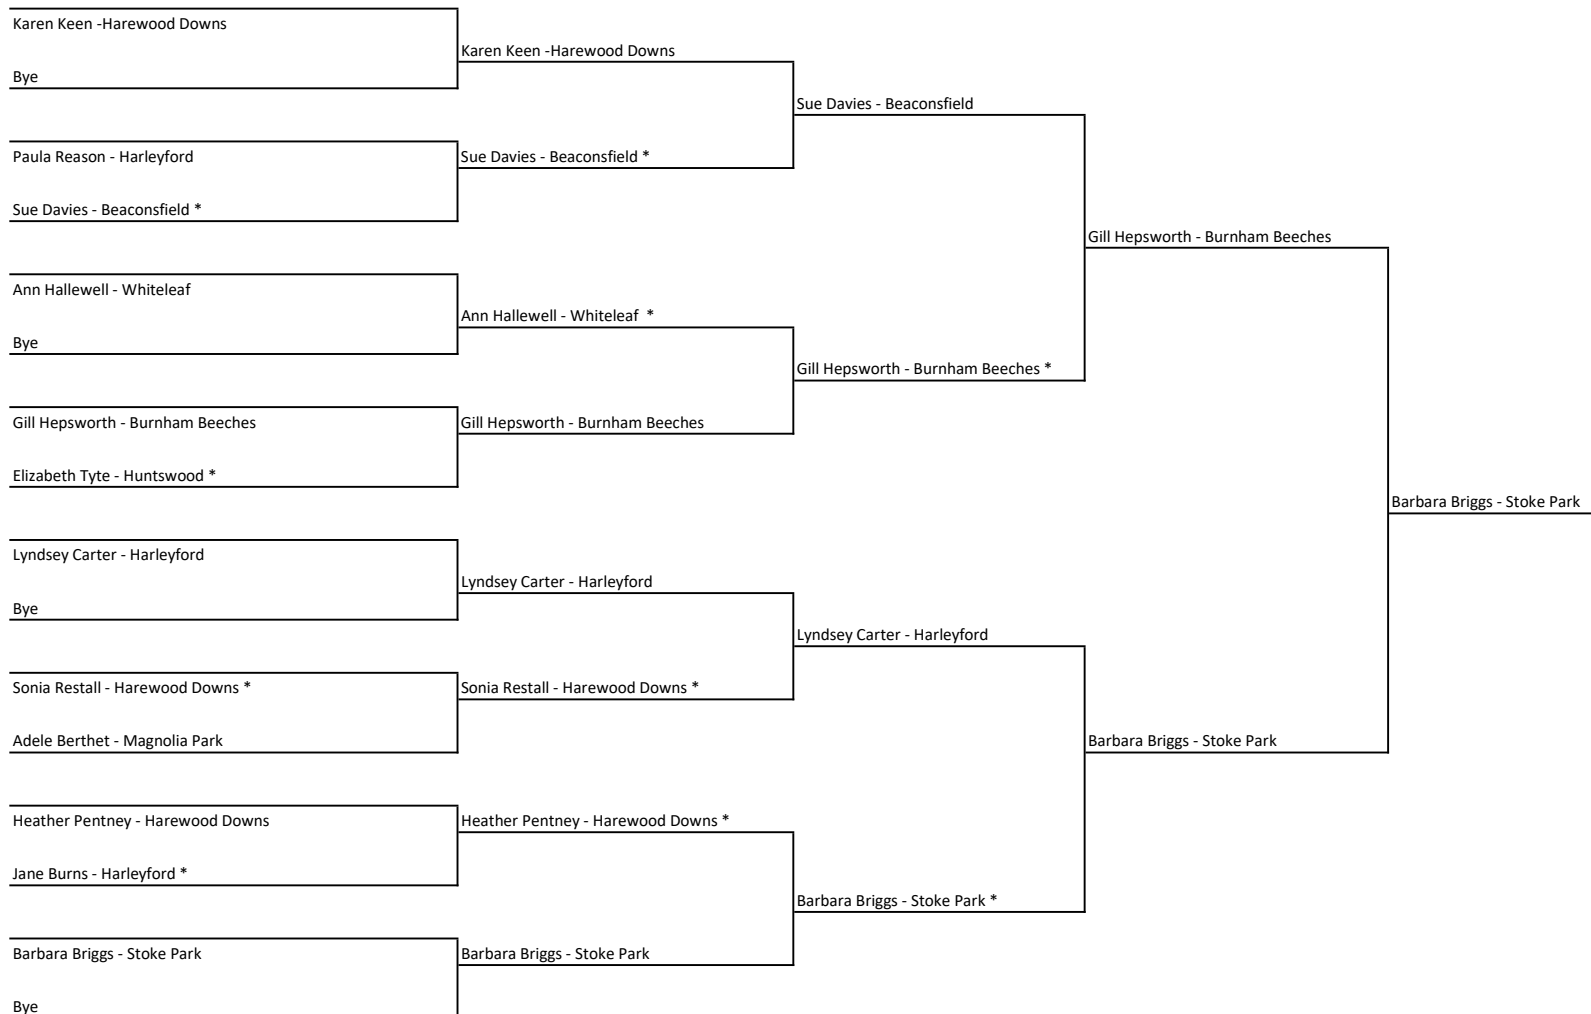 Karen Keen -Harewood Downs
Bye
Paula Reason - Harleyford
Sue Davies - Beaconsfield *
Ann Hallewell - Whiteleaf
Bye
Gill Hepsworth - Burnham Beeches
Elizabeth Tyte - Huntswood *
Lyndsey Carter - Harleyford
Bye
Sonia Restall - Harewood Downs *
Adele Berthet - Magnolia Park
Heather Pentney - Harewood Downs
Jane Burns - Harleyford *
Barbara Briggs - Stoke Park
Bye
Karen Keen -Harewood Downs
Sue Davies - Beaconsfield *
Ann Hallewell - Whiteleaf  *
Gill Hepsworth - Burnham Beeches
Lyndsey Carter - Harleyford
Sonia Restall - Harewood Downs *
Heather Pentney - Harewood Downs *
Barbara Briggs - Stoke Park
Sue Davies - Beaconsfield
Gill Hepsworth - Burnham Beeches *
Lyndsey Carter - Harleyford
Barbara Briggs - Stoke Park *
Gill Hepsworth - Burnham Beeches
Barbara Briggs - Stoke Park
Barbara Briggs - Stoke Park